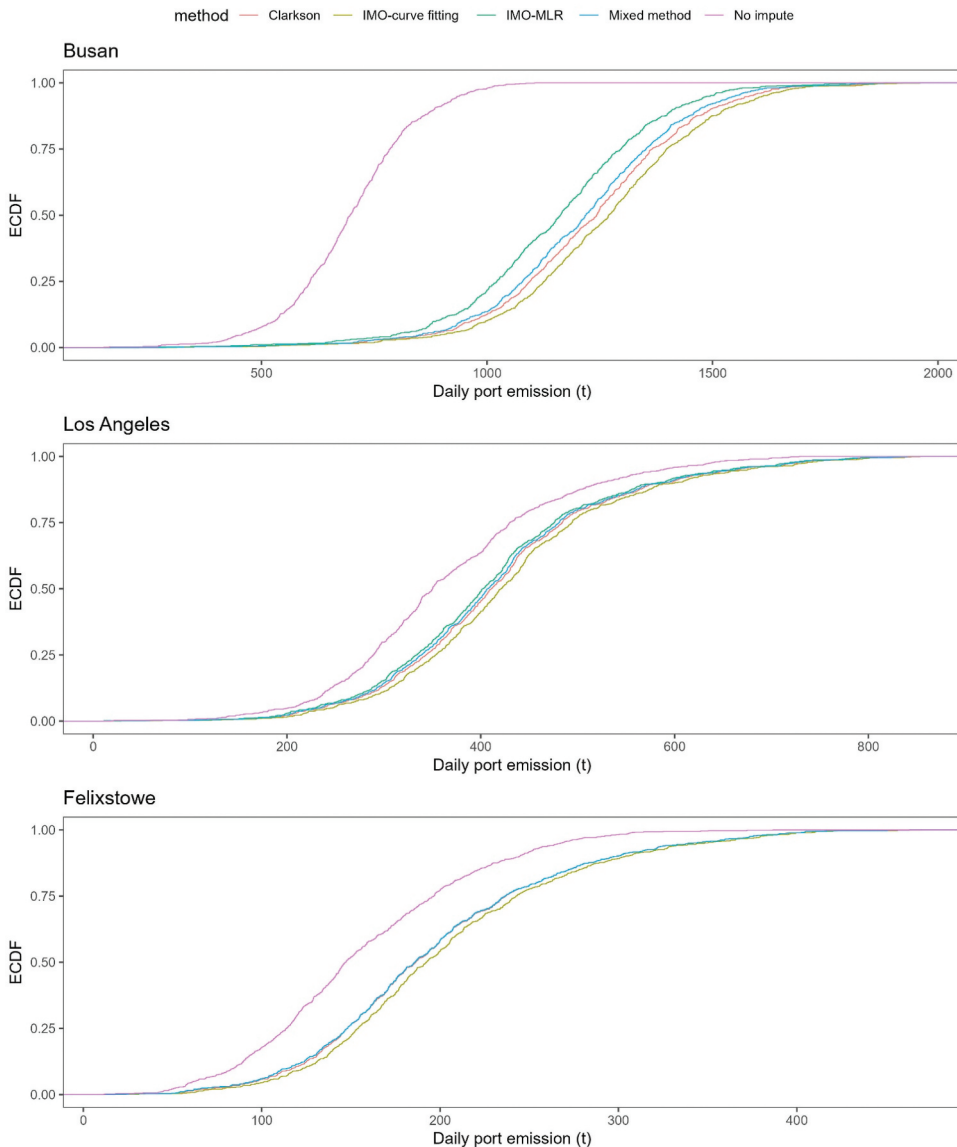 method Clarkson IMO-curve fitting IMO-MLR Mixed method No impute
Busan
1.00
0.75
0.50
0.25
0.00
ECDF
500 1000 1500 2000
Daily port emission (t)
Los Angeles
1.00
0.75
0.50
0.25
0.00
ECDF
0 200 400 600 800
Daily port emission (t)
Felixstowe
1.00
0.75
0.50
0.25
0.00
ECDF
0 100 200 300 400
Daily port emission (t)